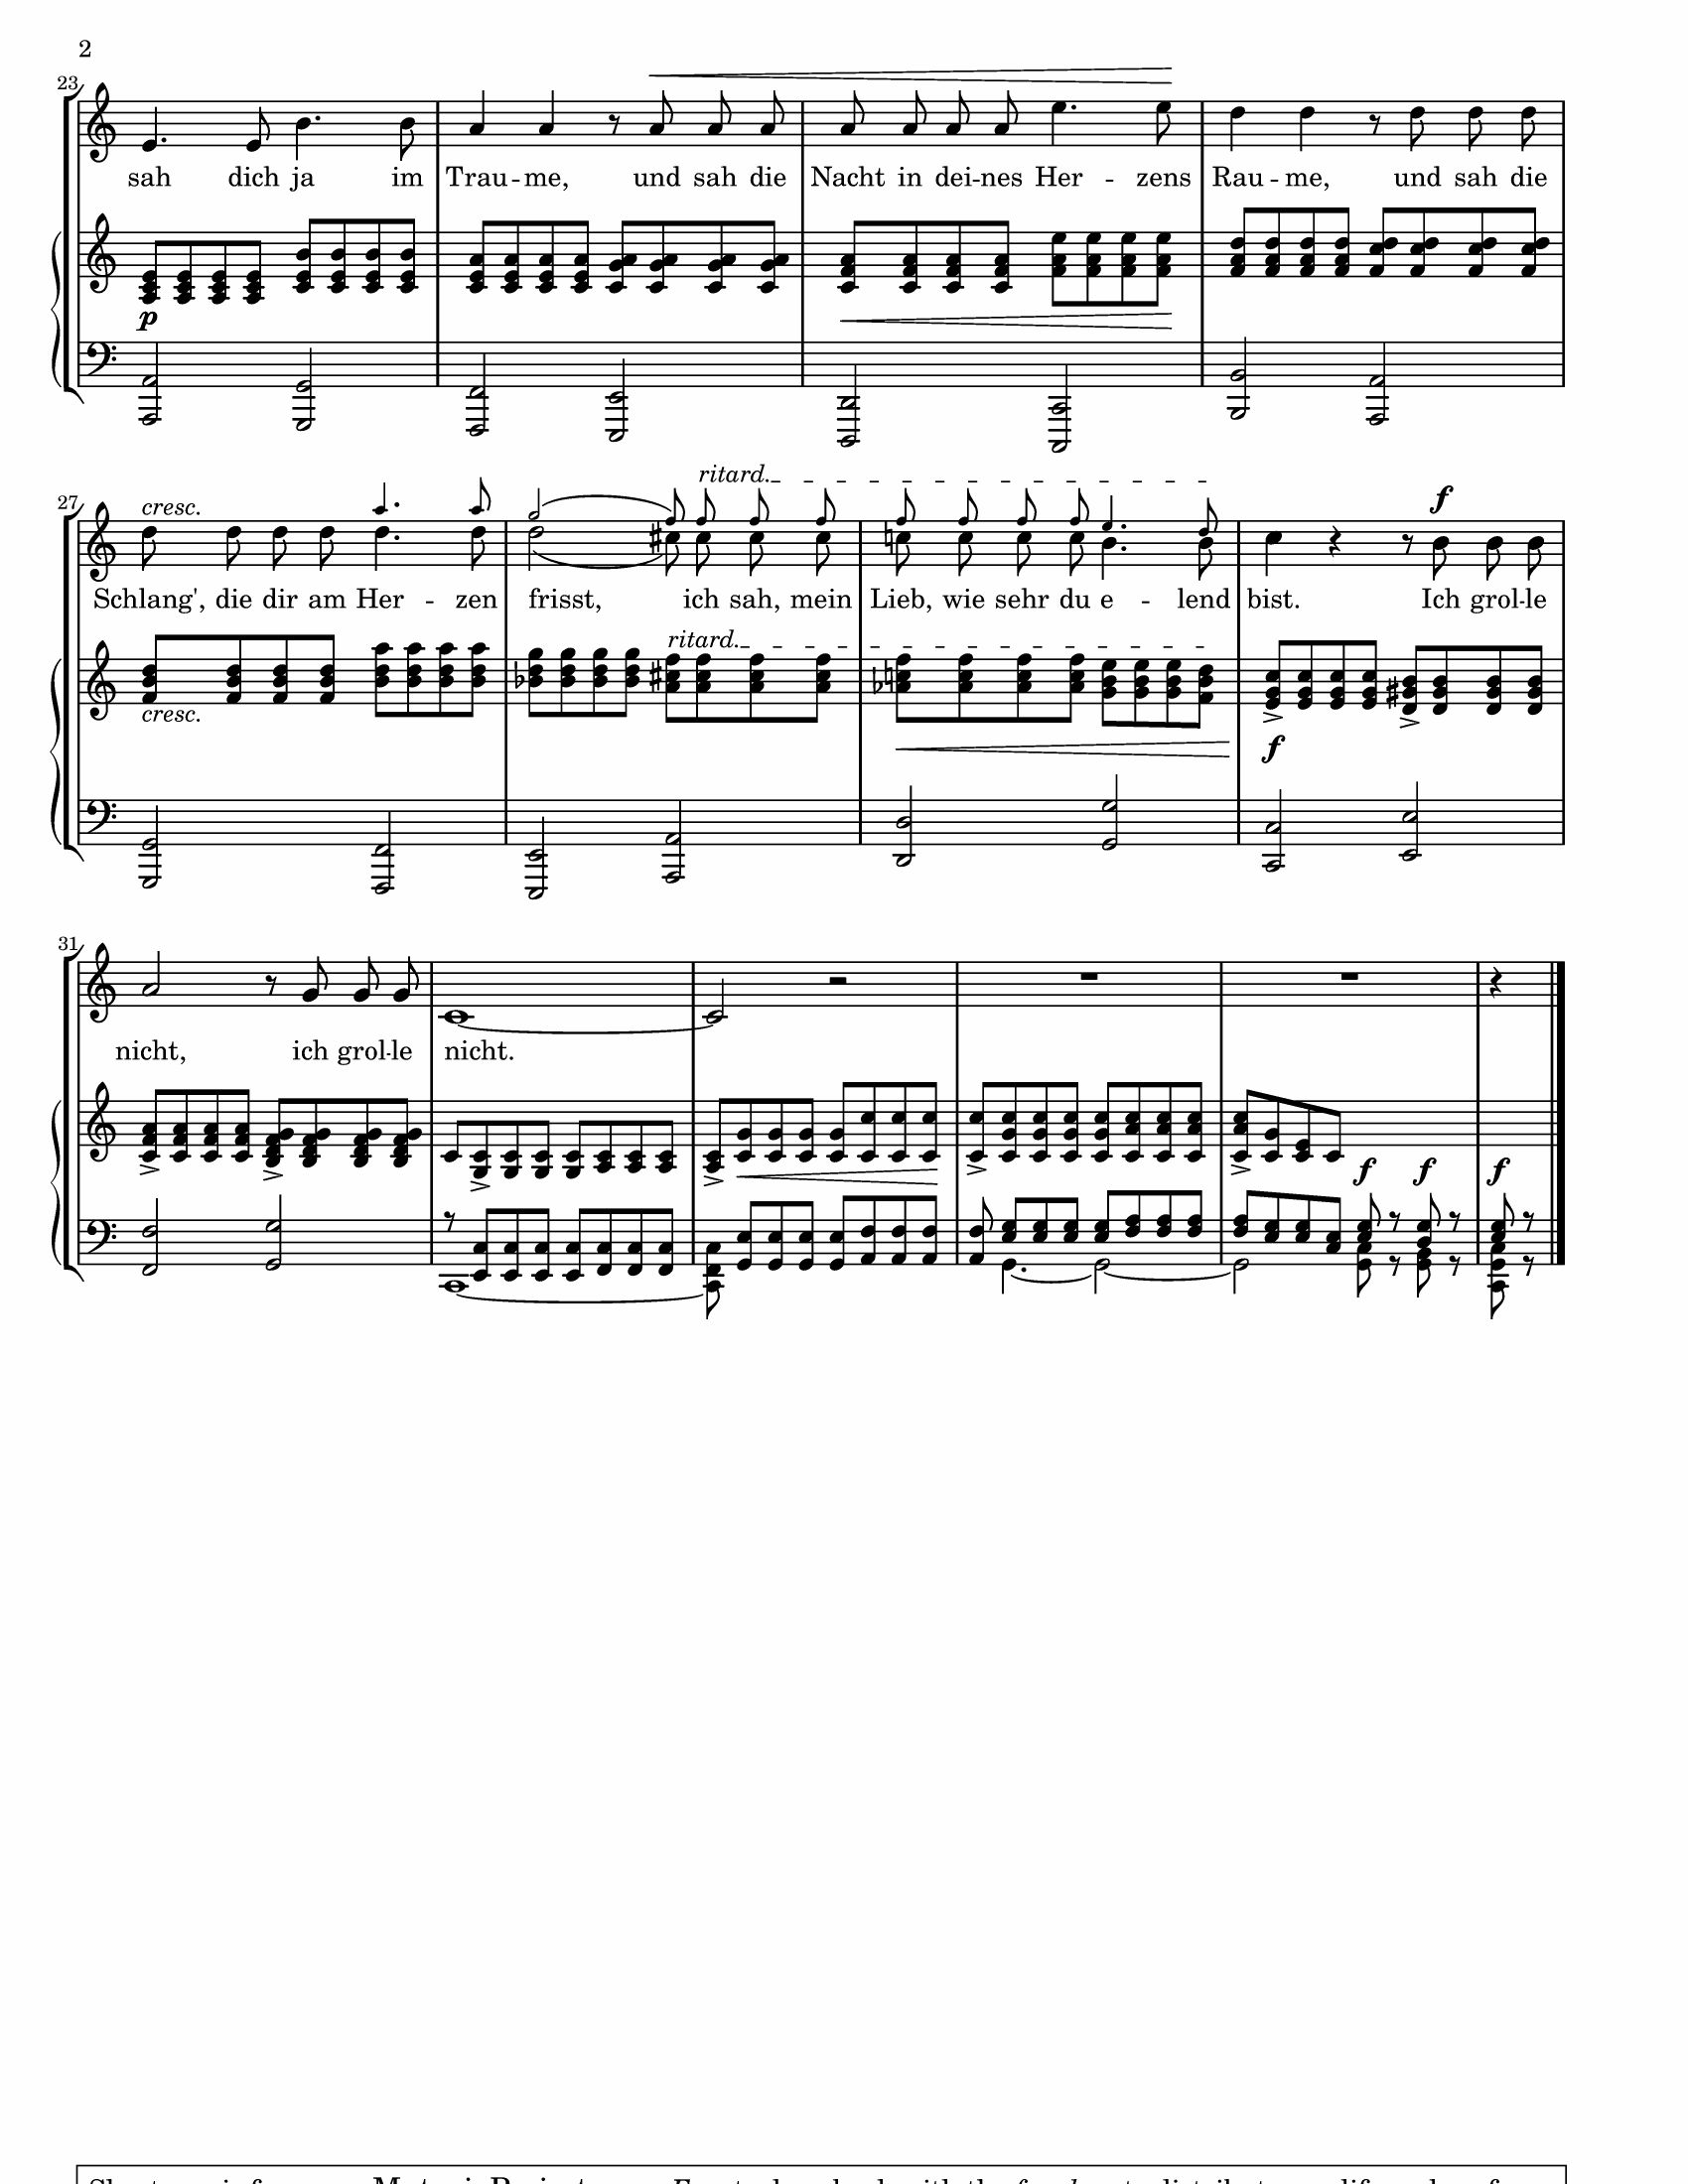 2
23
sah dich ja im Trau -- me, und sah die Nacht in dei -- nes Her -- zens Rau -- me, und sah die
p
27
cresc.
ritard.
f
Schlang', die dir am Her -- zen frisst, ich sah, mein Lieb, wie sehr du e -- lend bist. Ich grol -- le
ritard.
cresc.
f
31
nicht, ich grol -- le nicht.
f f f